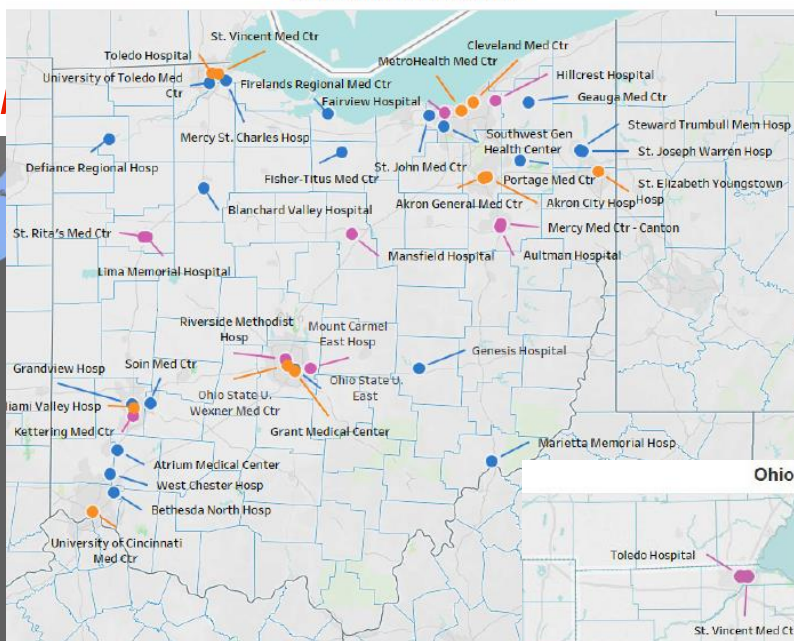 St. Vincent Med Ctr
Toledo Hospital
Cleveland Med Ctr
MetroHealth Med Ctr
University of Toledo Med
Ctr
Firelands Regional Med Ctr
Hillcrest Hospital
Fairview Hospital
Geauga Med Ctr
Mercy St. Charles Hosp
Southwest Gen
Health Center
Steward Trumbull Mem Hosp
St. Joseph Warren Hosp
Defiance Regional Hosp
Fisher-Titus Med Ctr
St. John Med Ctr
Portage Med Ctr
St. Elizabeth Youngstown
Hosp
Akron General Med Ctr
Akron City Hosp
Blanchard Valley Hospital
St. Rita's Med Ctr
Mercy Med Ctr - Canton
Lima Memorial Hospital
Mansfield Hospital
Aultman Hospital
Riverside Methodist
Hosp
Mount Carmel
East Hosp
Genesis Hospital
Grandview Hosp
Soin Med Ctr
Ohio State U.
Wexner Med Ctr
Ohio State U.
East
iami Valley Hosp
Kettering Med Ctr
Grant Medical Center
Atrium Medical Center
Marietta Memorial Hosp
West Chester Hosp
Bethesda North Hosp
University of Cincinnati
Med Ctr
Ohio
Toledo Hospital
St. Vincent Med Ct